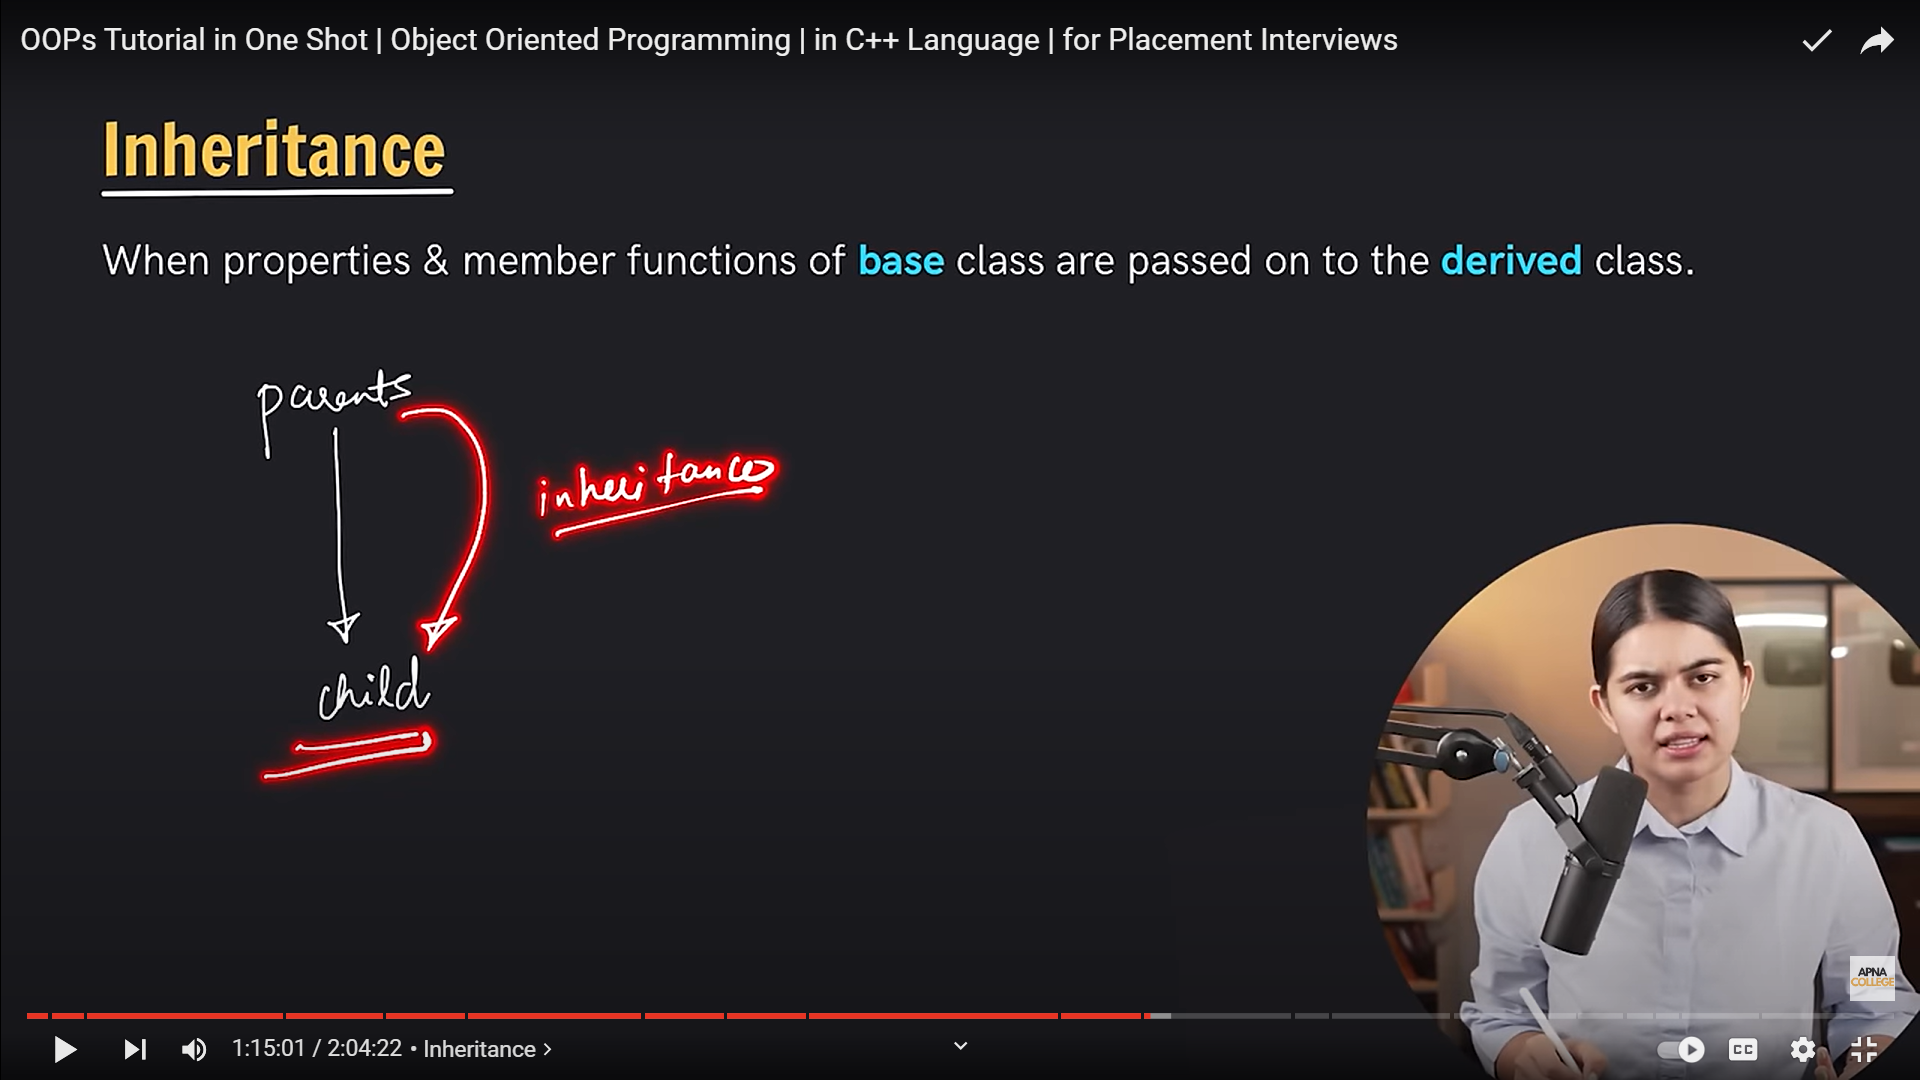 OOPs Tutorial in One Shot | Object Oriented Programming | in C++ Language | for Placement Interviews
Inheritance
When properties & member functions of base class are passed on to the derived class.
parents
inheritance
child
APNA
COLLEGE
1:15:01 / 2:04:22 • Inheritance >
CC